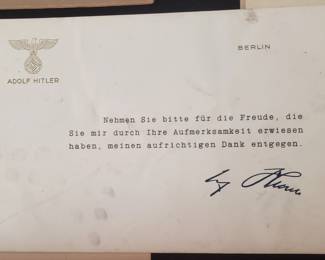 BERLIN
ADOLF HITLER
Nehmen Sie bitte für die Freude, die
Sie mir durch Ihre Aufmerksamkeit erwiesen
haben, meinen aufrichtigen Dank entgegen.